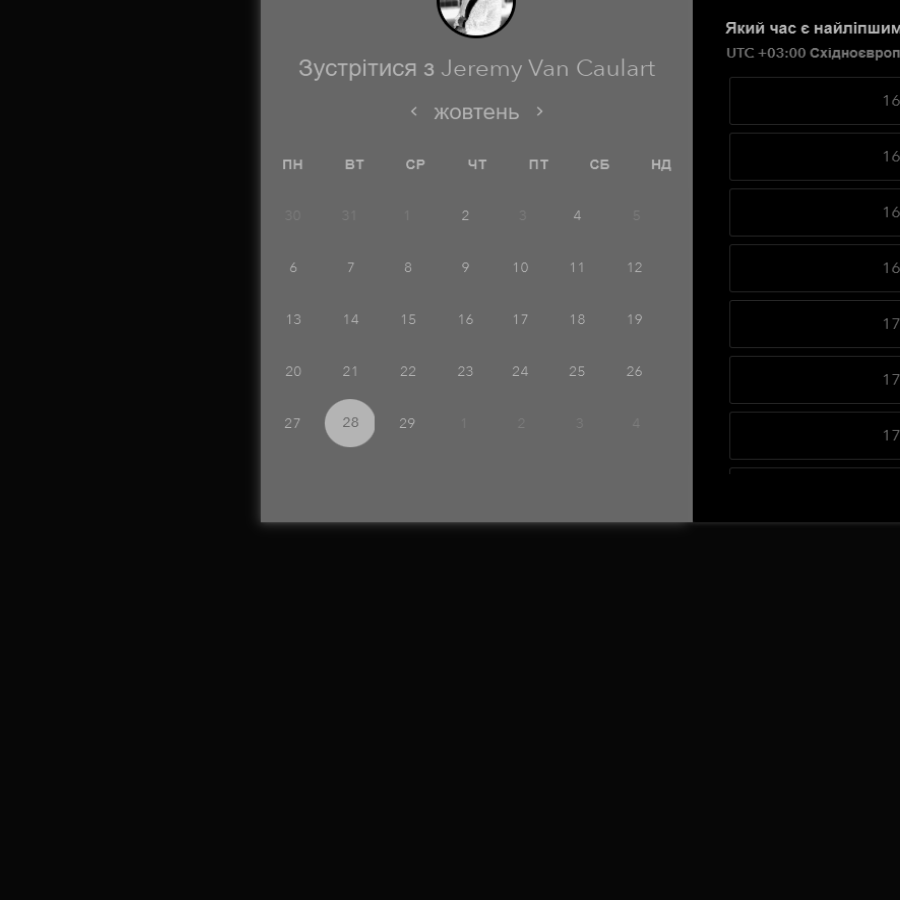 Зустрітися з Jeremy Van Caulart
жовтень
ПН ВТ СР ЧТ ПТ СБ НД
30 31 1 2 3 4 5
6 7 8 9 10 11 12
13 14 15 16 17 18 19
20 21 22 23 24 25 26
27 28 29 1 2 3 4
Який час є найліпшим
UTC +03:00 Східноєвроп
16
16
16
16
17
17
17